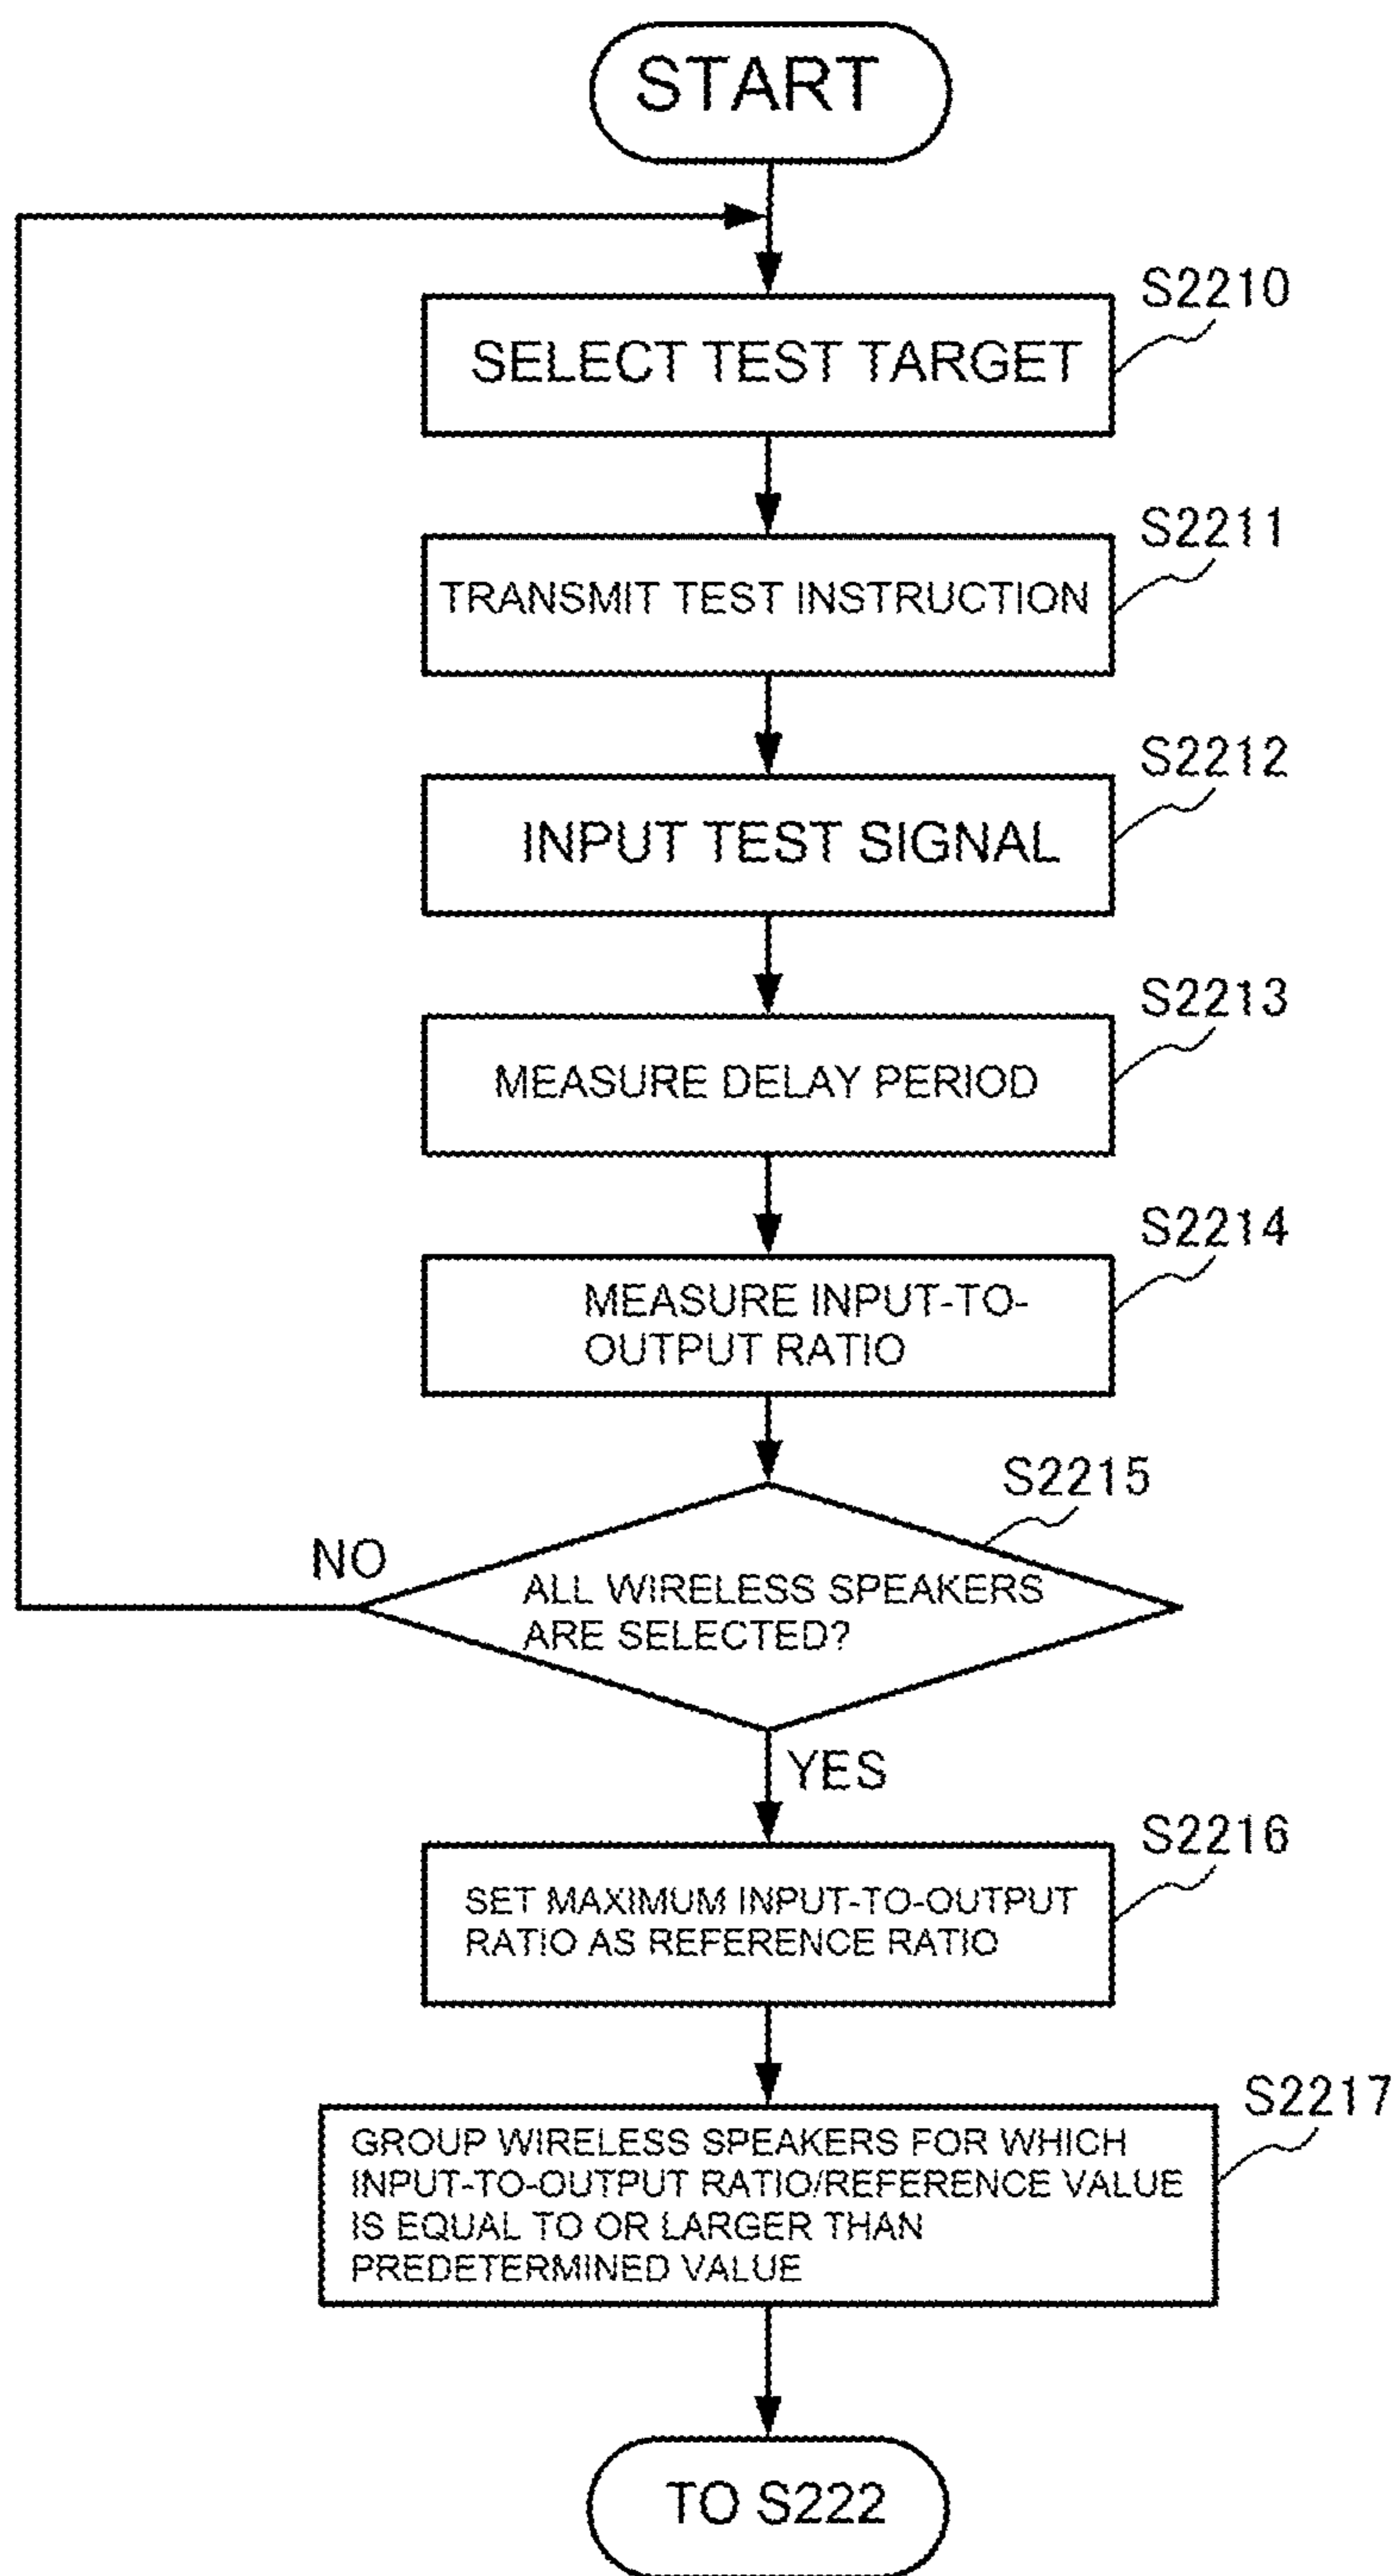 START
S2210
SELECT TEST TARGET
S2211
TRANSMIT TEST INSTRUCTION
S2212
INPUT TEST SIGNAL
S2213
MEASURE DELAY PERIOD
S2214
MEASURE INPUT-TO-
OUTPUT RATIO
S2215
NO
ALL WIRELESS SPEAKERS
ARE SELECTED?
YES
S2216
SET MAXIMUM INPUT-TO-OUTPUT
RATIO AS REFERENCE RATIO
S2217
GROUP WIRELESS SPEAKERS FOR WHICH
INPUT-TO-OUTPUT RATIO/REFERENCE VALUE
IS EQUAL TO OR LARGER THAN
PREDETERMINED VALUE
TO S222